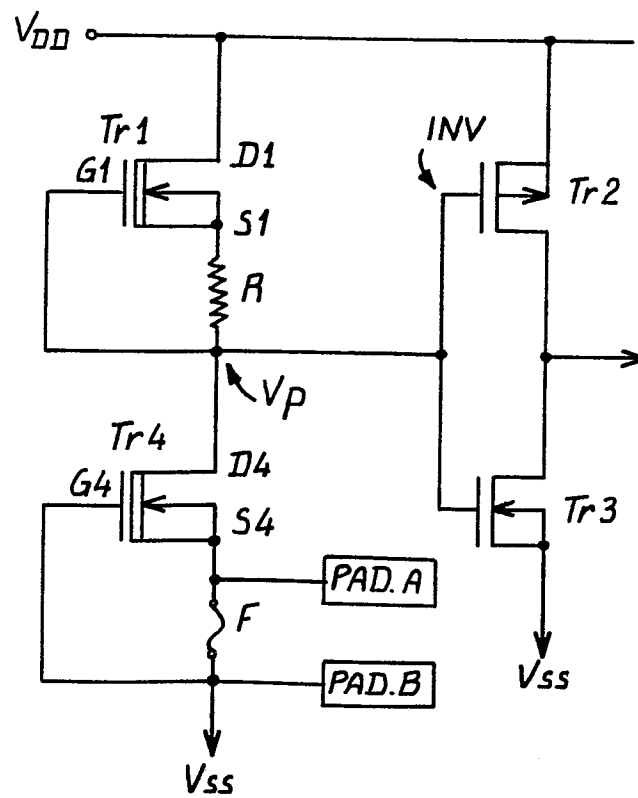 VDD
Tr1
G1
D1
S1
R
INV
Tr2
VP
Tr4
G4
D4
S4
Tr3
PAD.A
F
PAD.B
VSS
VSS